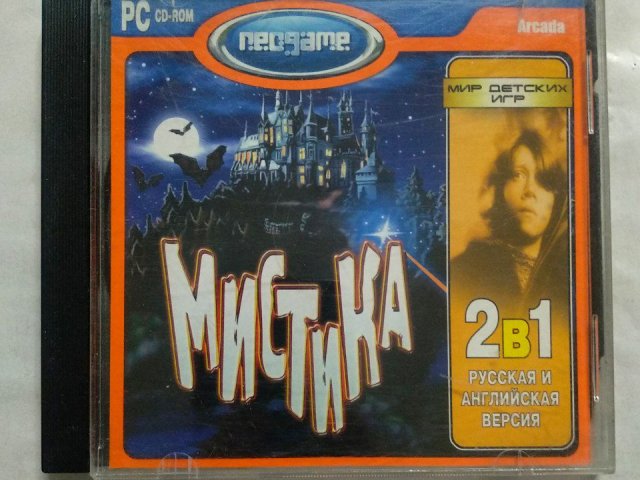 PC CD-ROM
neogame
Arcada
МИР ДЕТСКИХ
ИГР
МИСТИКА
2в1
РУССКАЯ И
АНГЛИЙСКАЯ
ВЕРСИЯ